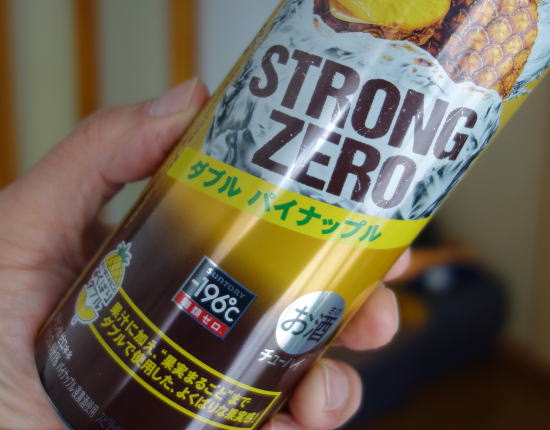 STRONG
ZERO
ダブル パイナップル
SUNTORY
-196℃
糖類ゼロ.
お酒
チューハイ
果汁に加え、"果実まるごと"まで
ダブルで使用した、よくばりな果実感!